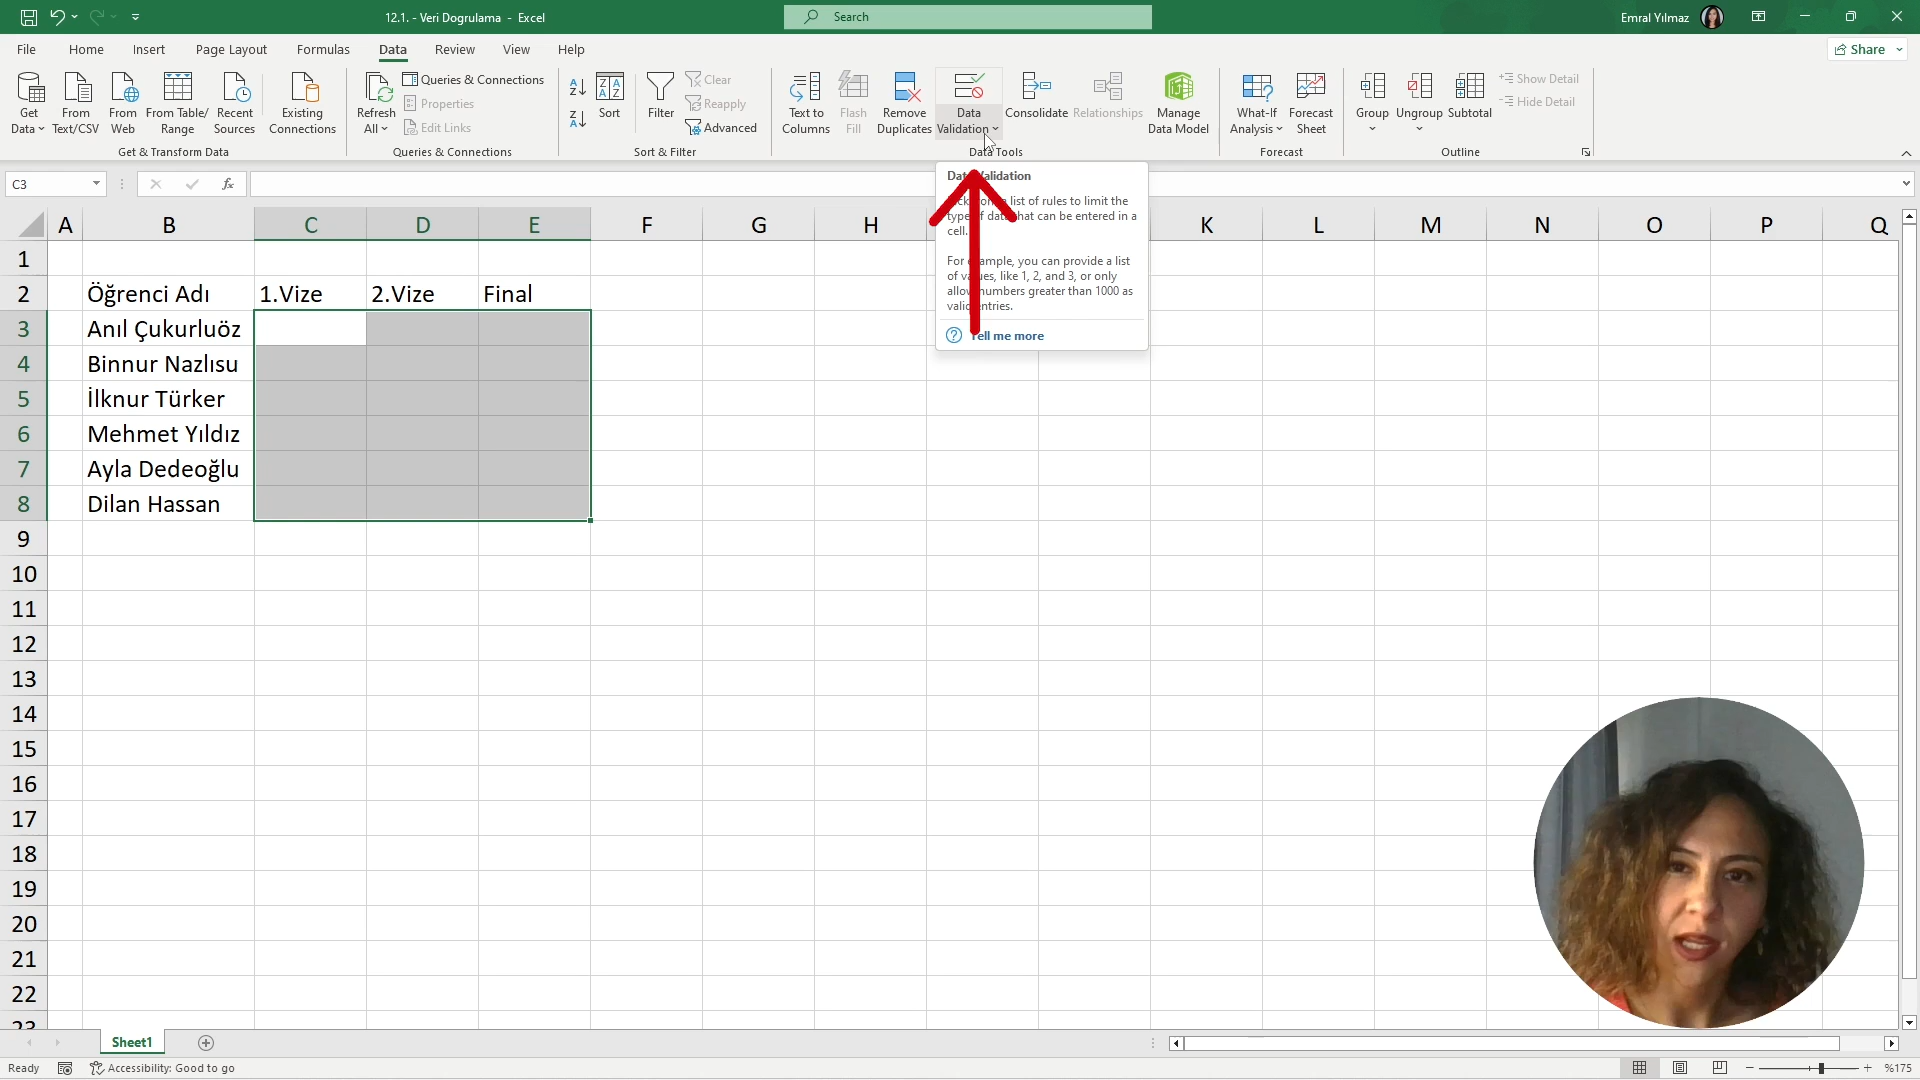 12.1. - Veri Dogrulama - Excel
Search
Emral Yılmaz
File Home Insert Page Layout Formulas Data Review View Help
Share
Get Data
From Text/CSV
From Web
From Table/ Range
Recent Sources
Existing Connections
Get & Transform Data
Refresh All
Queries & Connections
Properties
Edit Links
Queries & Connections
Sort
Filter
Clear
Reapply
Advanced
Sort & Filter
Text to Columns
Flash Fill
Remove Duplicates
Data Validation
Consolidate
Relationships
Manage Data Model
Data Tools
What-If Analysis
Forecast Sheet
Forecast
Group
Ungroup
Subtotal
Show Detail
Hide Detail
Outline
C3
fx
Data Validation
list of rules to limit the
type of data that can be entered in a
cell.
For example, you can provide a list
of values, like 1, 2, and 3, or only
allow numbers greater than 1000 as
valid entries.
Tell me more
A B C D E F G H K L M N O P Q
1
2 Öğrenci Adı 1.Vize 2.Vize Final
3 Anıl Çukurluöz
4 Binnur Nazlısu
5 İlknur Türker
6 Mehmet Yıldız
7 Ayla Dedeoğlu
8 Dilan Hassan
9
10
11
12
13
14
15
16
17
18
19
20
21
22
23
Sheet1
Ready
Accessibility: Good to go
%175